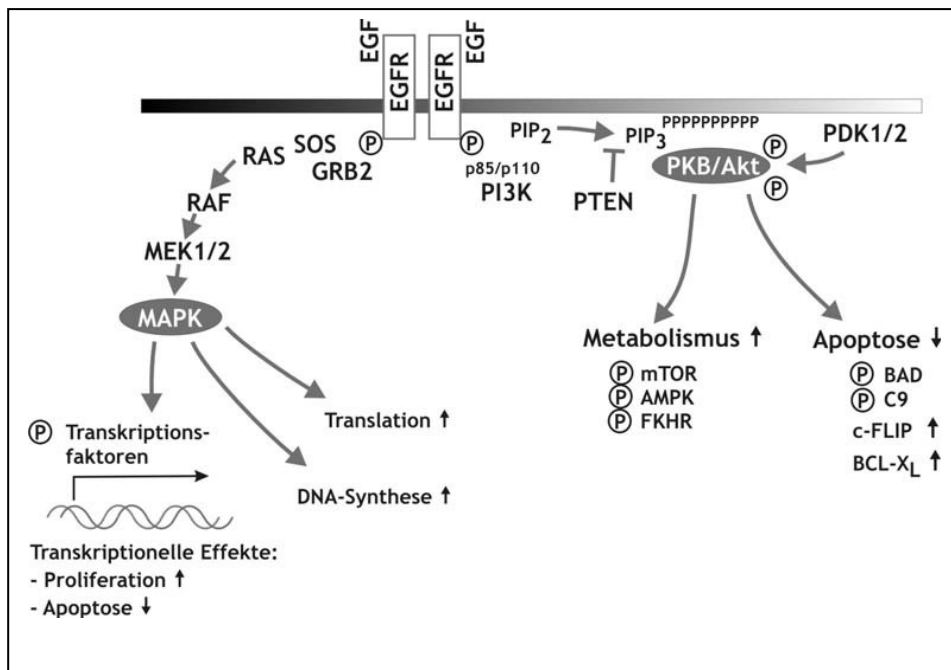 EGF
EGFR
EGFR
EGF
P
P
RAS
SOS
GRB2
RAF
MEK1/2
MAPK
p85/p110
PI3K
PIP2
PIP3
PTEN
PPPPPPPPPP
PKB/Akt
P
P
PDK1/2
Translation ↑
DNA-Synthese ↑
P Transkriptions-
faktoren
Transkriptionelle Effekte:
- Proliferation ↑
- Apoptose ↓
Metabolismus ↑
P mTOR
P AMPK
P FKHR
Apoptose ↓
P BAD
P C9
c-FLIP ↑
BCL-XL ↑